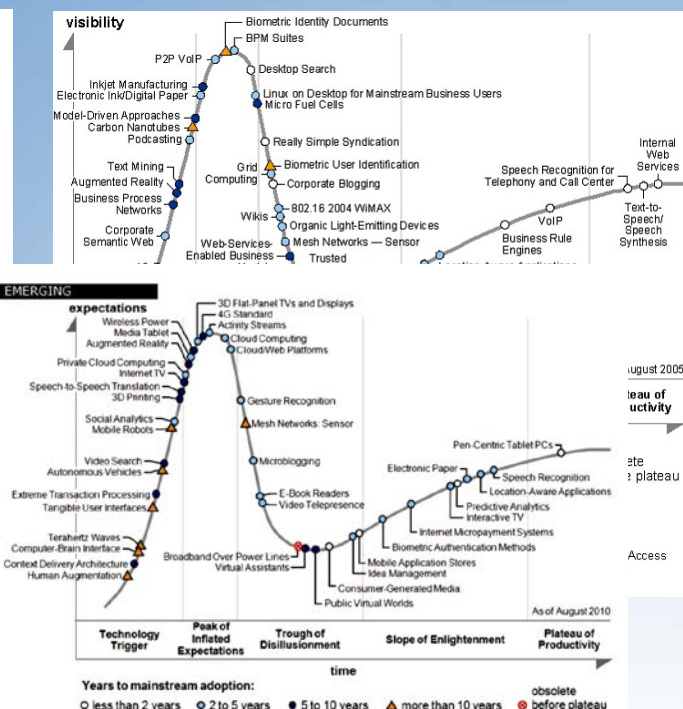 visibility
Biometric Identity Documents
BPM Suites
P2P VoIP
Desktop Search
Inkjet Manufacturing
Electronic Ink/Digital Paper
Linux on Desktop for Mainstream Business Users
Micro Fuel Cells
Model-Driven Approaches
Carbon Nanotubes
Podcasting
Really Simple Syndication
Internal
Web
Services
Text Mining
Grid
Computing
Biometric User Identification
Speech Recognition for
Telephony and Call Center
Augmented Reality
Corporate Blogging
Business Process
Networks
802.16 2004 WiMAX
Wikis
Organic Light-Emitting Devices
VoIP
Text-to-
Speech/
Speech
Synthesis
Corporate
Semantic Web
Web-Services-
Enabled Business
Mesh Networks — Sensor
Business Rule
Engines
Trusted
EMERGING
expectations
3D Flat-Panel TVs and Displays
4G Standard
Activity Streams
Wireless Power
Media Tablet
Augmented Reality
Cloud Computing
Cloud/Web Platforms
Private Cloud Computing
Internet TV
Speech-to-Speech Translation
3D Printing
Gesture Recognition
Social Analytics
Mobile Robots
Mesh Networks: Sensor
Video Search
Autonomous Vehicles
Microblogging
Extreme Transaction Processing
Tangible User Interfaces
E-Book Readers
Video Telepresence
Terahertz Waves
Computer-Brain Interface
Context Delivery Architecture
Human Augmentation
Broadband Over Power Lines
Virtual Assistants
Public Virtual Worlds
Consumer-Generated Media
Idea Management
Mobile Application Stores
Biometric Authentication Methods
Internet Micropayment Systems
Interactive TV
Predictive Analytics
Electronic Paper
Location-Aware Applications
Speech Recognition
Pen-Centric Tablet PCs
As of August 2010
Technology
Trigger
Peak of
Inflated
Expectations
Trough of
Disillusionment
Slope of Enlightenment
Plateau of
Productivity
time
Years to mainstream adoption:
less than 2 years
2 to 5 years
5 to 10 years
more than 10 years
obsolete
before plateau
2005
plateau
Access